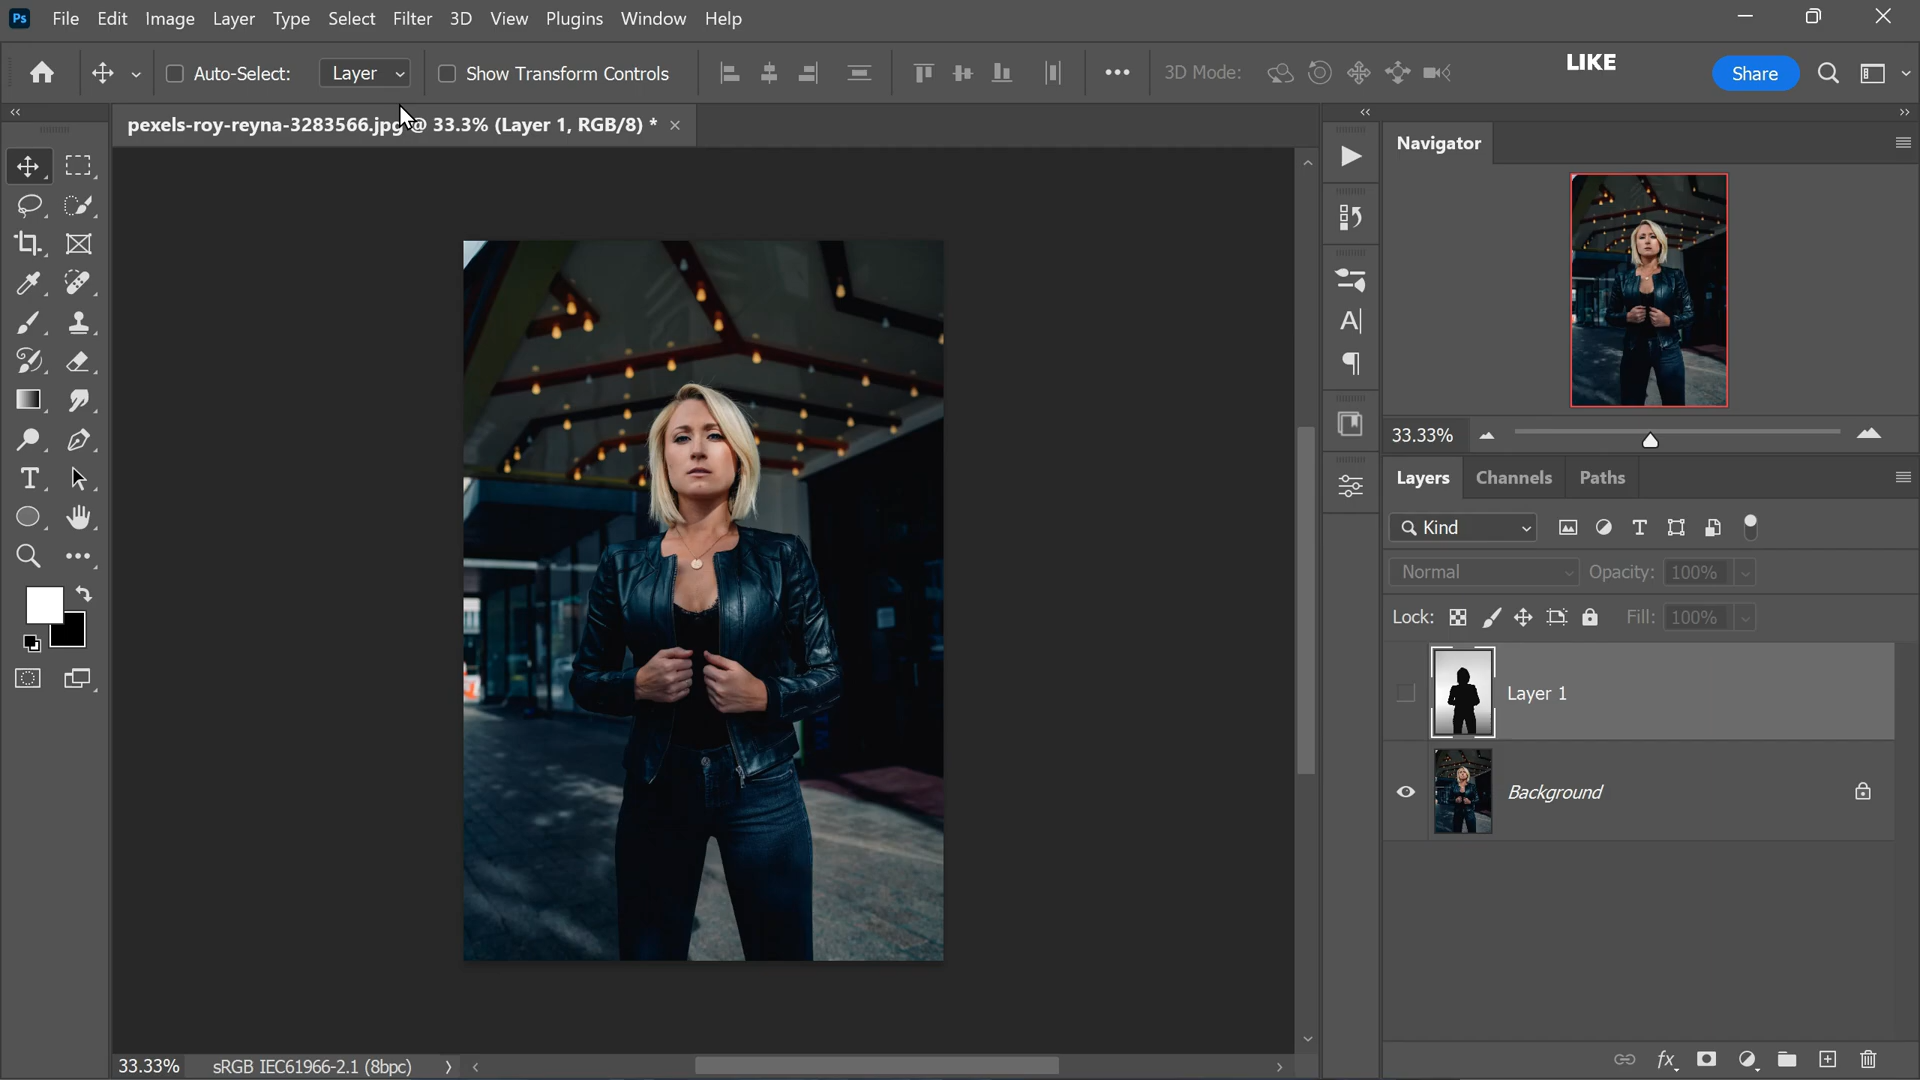 Ps File Edit Image Layer Type Select Filter 3D View Plugins Window Help
Auto-Select: Layer Show Transform Controls 3D Mode: LIKE Share
pexels-roy-reyna-3283566.jpg @ 33.3% (Layer 1, RGB/8) *
Navigator
33.33%
Layers Channels Paths
Kind
Normal Opacity: 100%
Lock: Fill: 100%
Layer 1
Background
33.33% sRGB IEC61966-2.1 (8bpc)